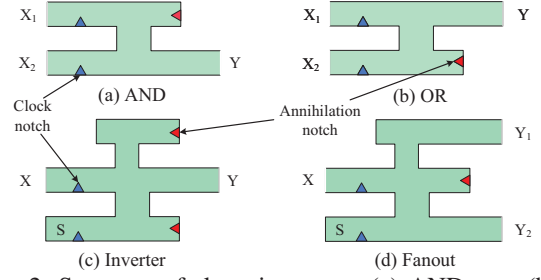 X₁
X₂ Y
(a) AND
X₁ Y
X₂
(b) OR
Clock
notch
Annihilation
notch
X Y
S
(c) Inverter
Y₁
X
S Y₂
(d) Fanout